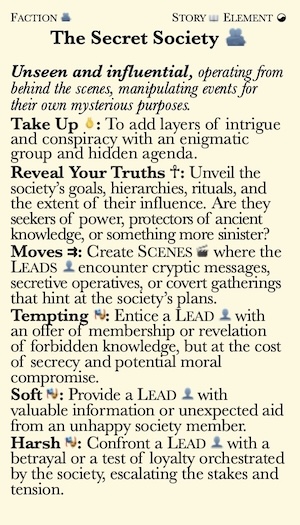 FACTION 👥 STORY 📖 ELEMENT ☯
The Secret Society 👥
Unseen and influential, operating from
behind the scenes, manipulating events for
their own mysterious purposes.
Take Up ✋: To add layers of intrigue
and conspiracy with an enigmatic
group and hidden agenda.
Reveal Your Truths ☥: Unveil the
society's goals, hierarchies, rituals, and
the extent of their influence. Are they
seekers of power, protectors of ancient
knowledge, or something more sinister?
Moves ⇉: Create SCENES 🎬 where the
LEADS 👤 encounter cryptic messages,
secretive operatives, or covert gatherings
that hint at the society's plans.
Tempting 🎭: Entice a LEAD 👤 with
an offer of membership or revelation
of forbidden knowledge, but at the cost
of secrecy and potential moral
compromise.
Soft 🎭: Provide a LEAD 👤 with
valuable information or unexpected aid
from an unhappy society member.
Harsh 🎭: Confront a LEAD 👤 with a
betrayal or a test of loyalty orchestrated
by the society, escalating the stakes and
tension.